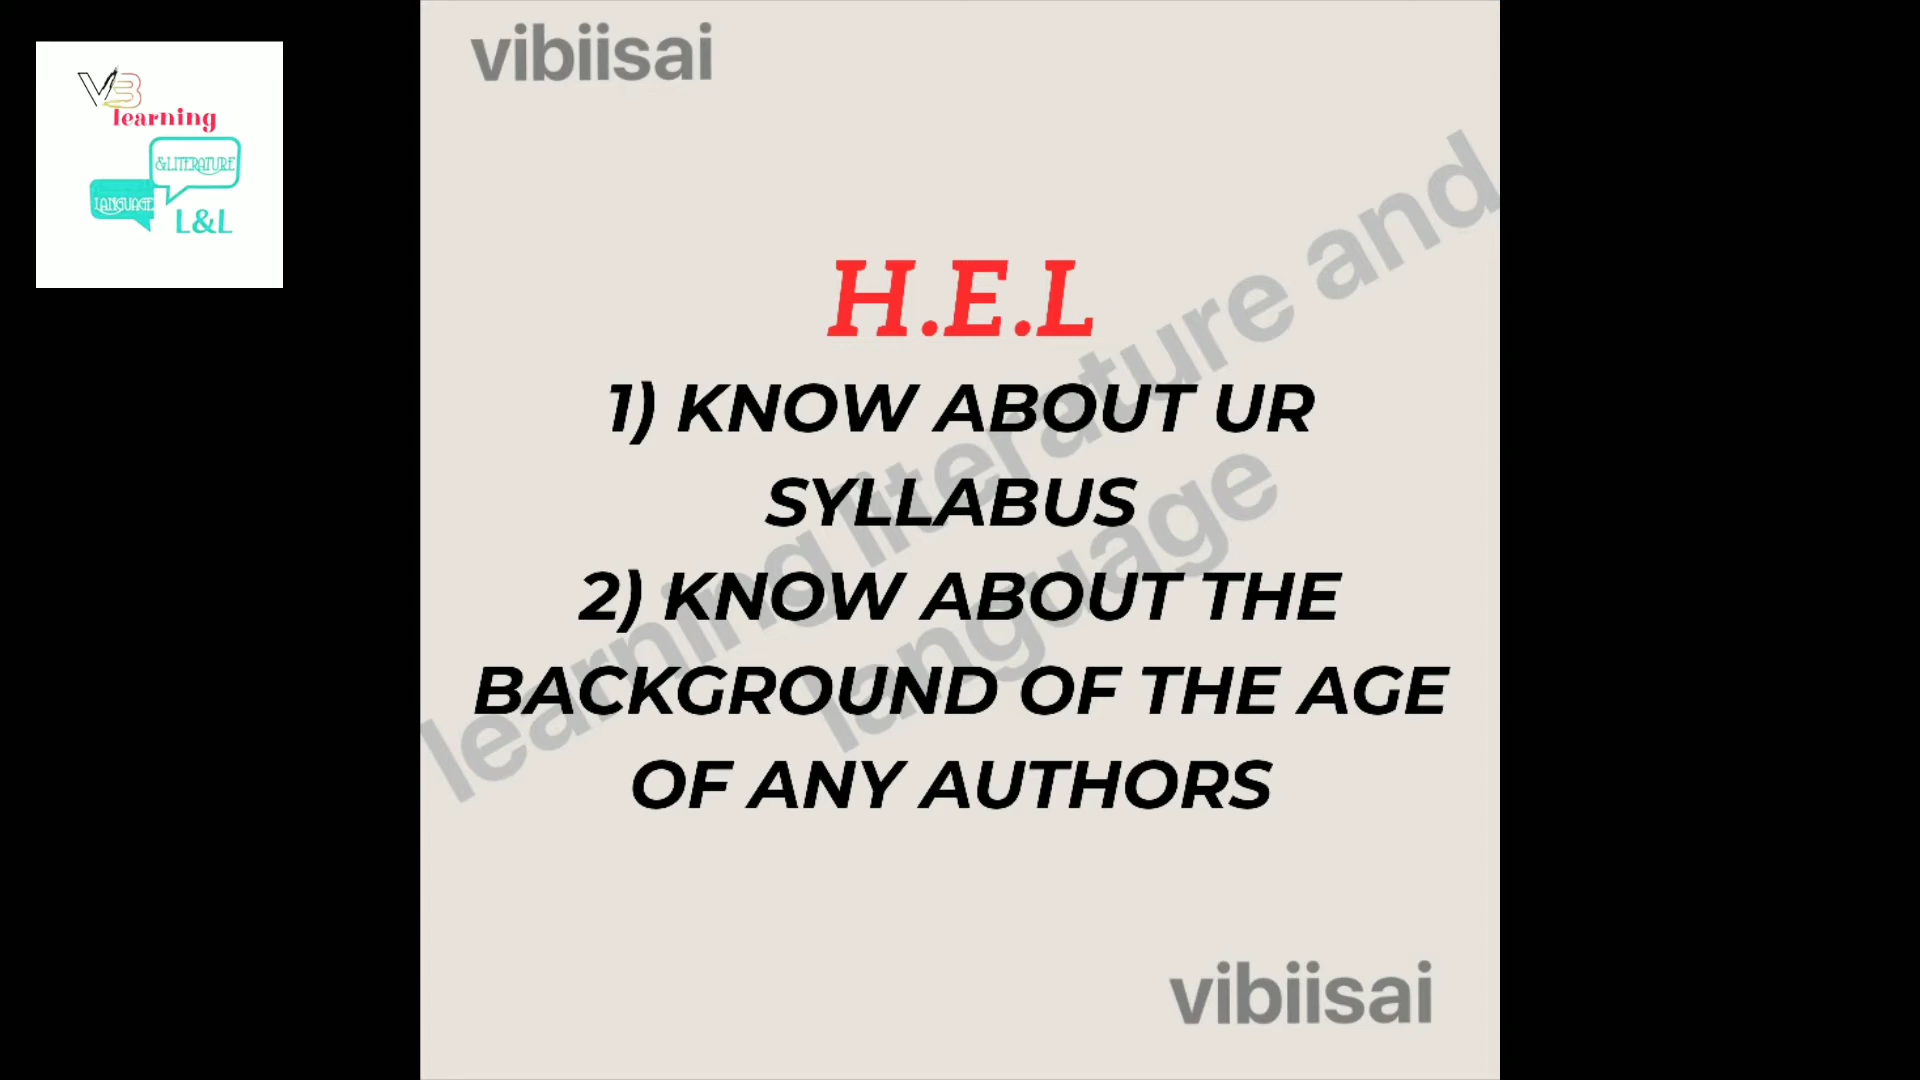 vibiisai
VB
learning
&LITERATURE
LANGUAGE
L&L
H.E.L
1) KNOW ABOUT UR
SYLLABUS
2) KNOW ABOUT THE
BACKGROUND OF THE AGE
OF ANY AUTHORS
learning literature and
language
vibiisai